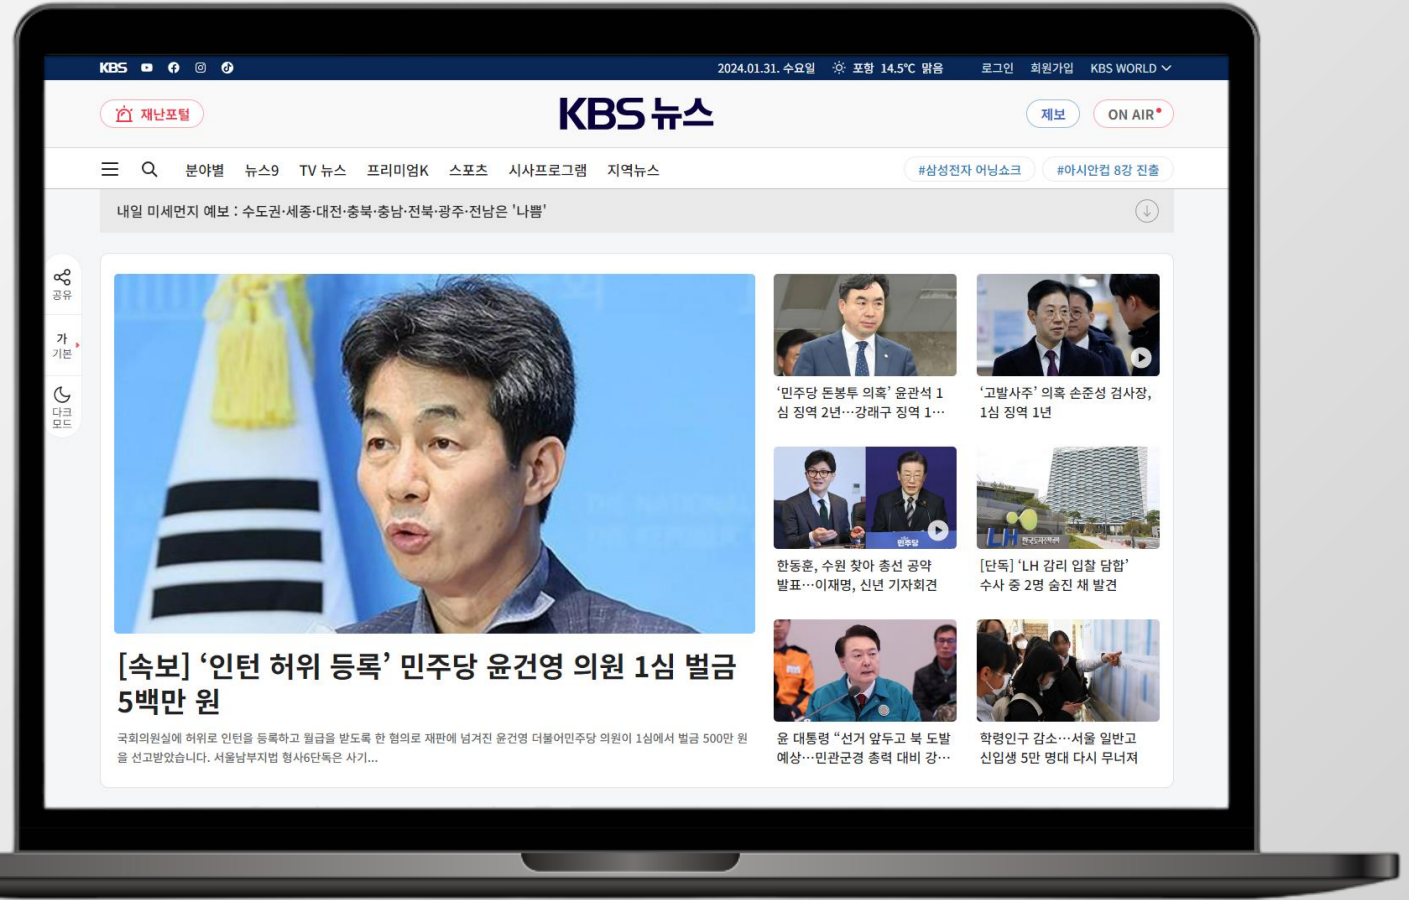 KBS
2024.01.31. 수요일 포항 14.5℃ 맑음 로그인 회원가입 KBS WORLD
재난포털
KBS 뉴스
제보
ON AIR
분야별 뉴스9 TV 뉴스 프리미엄K 스포츠 시사프로그램 지역뉴스
#삼성전자 어닝쇼크
#아시안컵 8강 진출
내일 미세먼지 예보 : 수도권·세종·대전·충북·충남·전북·광주·전남은 '나쁨'
공유
가
기본
다크
모드
[속보] ‘인턴 허위 등록’ 민주당 윤건영 의원 1심 벌금
5백만 원
국회의원실에 허위로 인턴을 등록하고 월급을 받도록 한 혐의로 재판에 넘겨진 윤건영 더불어민주당 의원이 1심에서 벌금 500만 원
을 선고받았습니다. 서울남부지법 형사6단독은 사기...
‘민주당 돈봉투 의혹’ 윤관석 1
심 징역 2년…강래구 징역 1…
‘고발사주’ 의혹 손준성 검사장,
1심 징역 1년
민주당
한동훈, 수원 찾아 총선 공약
발표…이재명, 신년 기자회견
LH
[단독] ‘LH 감리 입찰 담합’
수사 중 2명 숨진 채 발견
윤 대통령 “선거 앞두고 북 도발
예상…민관군경 총력 대비 강…
학령인구 감소…서울 일반고
신입생 5만 명대 다시 무너져